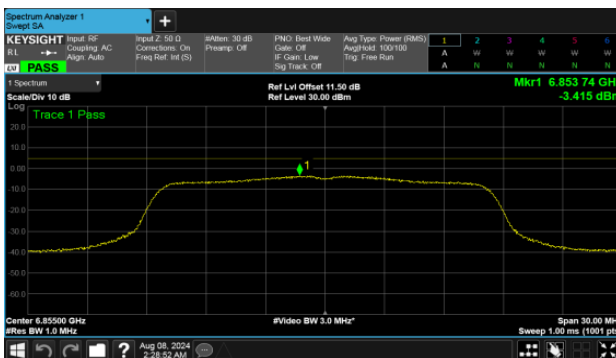 Spectrum Analyzer 1
Swept SA
KEYSIGHT Input: RF Input Z: 50 Ω #Atten: 30 dB PNO: Best Wide Avg Type: Power (RMS) 1 2 3 4 5 6
RL Coupling: AC Corrections: On Preamp: Off Gate: Off Avg|Hold: 100/100 A W W W W W
Align: Auto Freq Ref: Int (S) IF Gain: Low Trig: Free Run
LXI PASS Sig Track: Off A N N N N N
1 Spectrum Ref Lvl Offset 11.50 dB Mkr1 6.853 74 GHz
Scale/Div 10 dB Ref Level 30.00 dBm -3.415 dBm
Log Trace 1 Pass
20.0
10.0
0.00 1
-10.0
-20.0
-30.0
-40.0
-50.0
-60.0
Center 6.85500 GHz #Video BW 3.0 MHz* Span 30.00 MH
#Res BW 1.0 MHz Sweep 1.00 ms (1001 pts
? Aug 08, 2024
2:28:52 AM